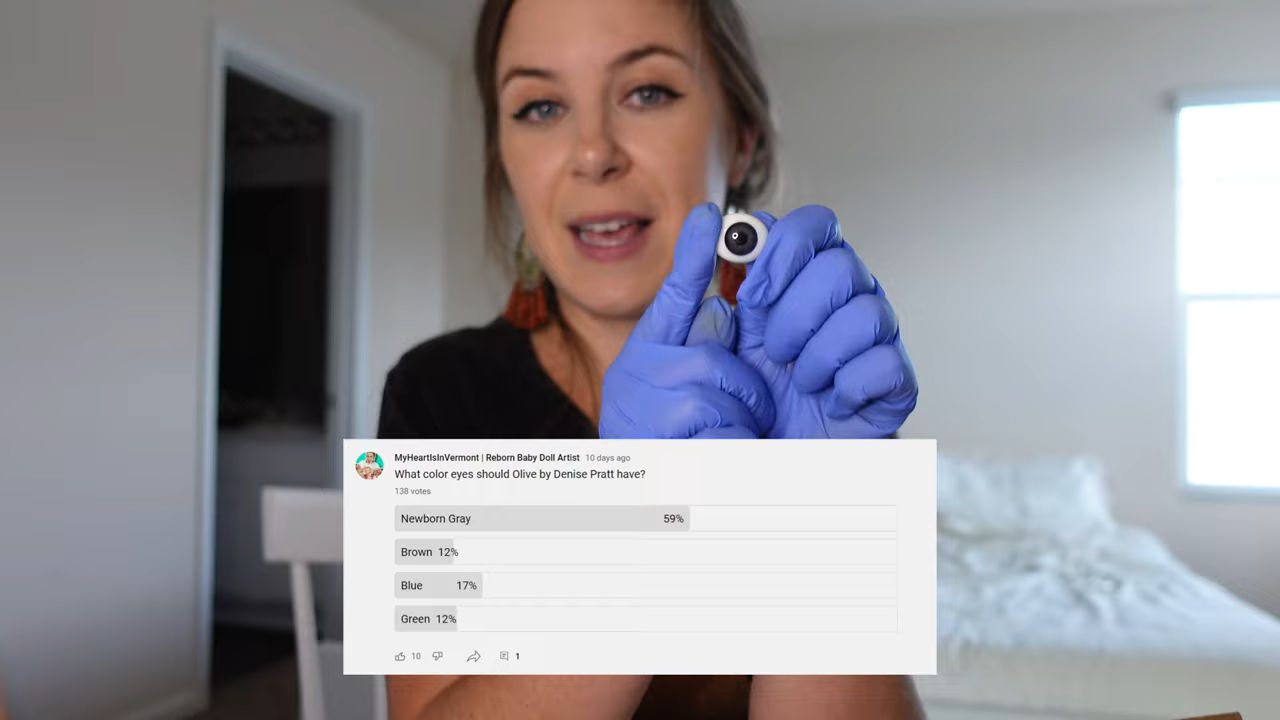 MyHeartIsInVermont | Reborn Baby Doll Artist 10 days ago
What color eyes should Olive by Denise Pratt have?
138 votes
Newborn Gray 59%
Brown 12%
Blue 17%
Green 12%
10 1